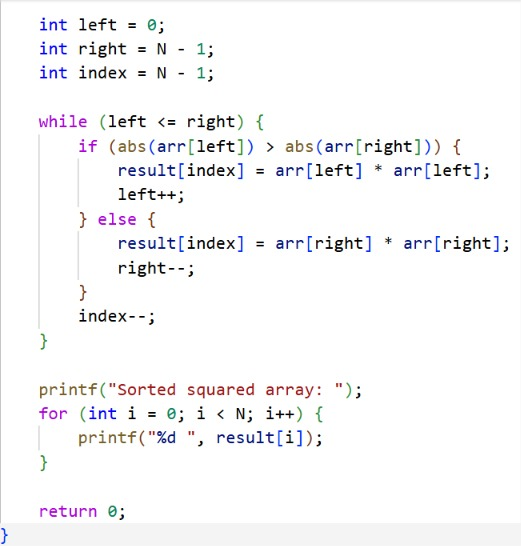 int left = 0;
int right = N - 1;
int index = N - 1;
while (left <= right) {
if (abs(arr[left]) > abs(arr[right])) {
result[index] = arr[left] * arr[left];
left++;
} else {
result[index] = arr[right] * arr[right];
right--;
}
index--;
}
printf("Sorted squared array: ");
for (int i = 0; i < N; i++) {
printf("%d ", result[i]);
}
return 0;
}